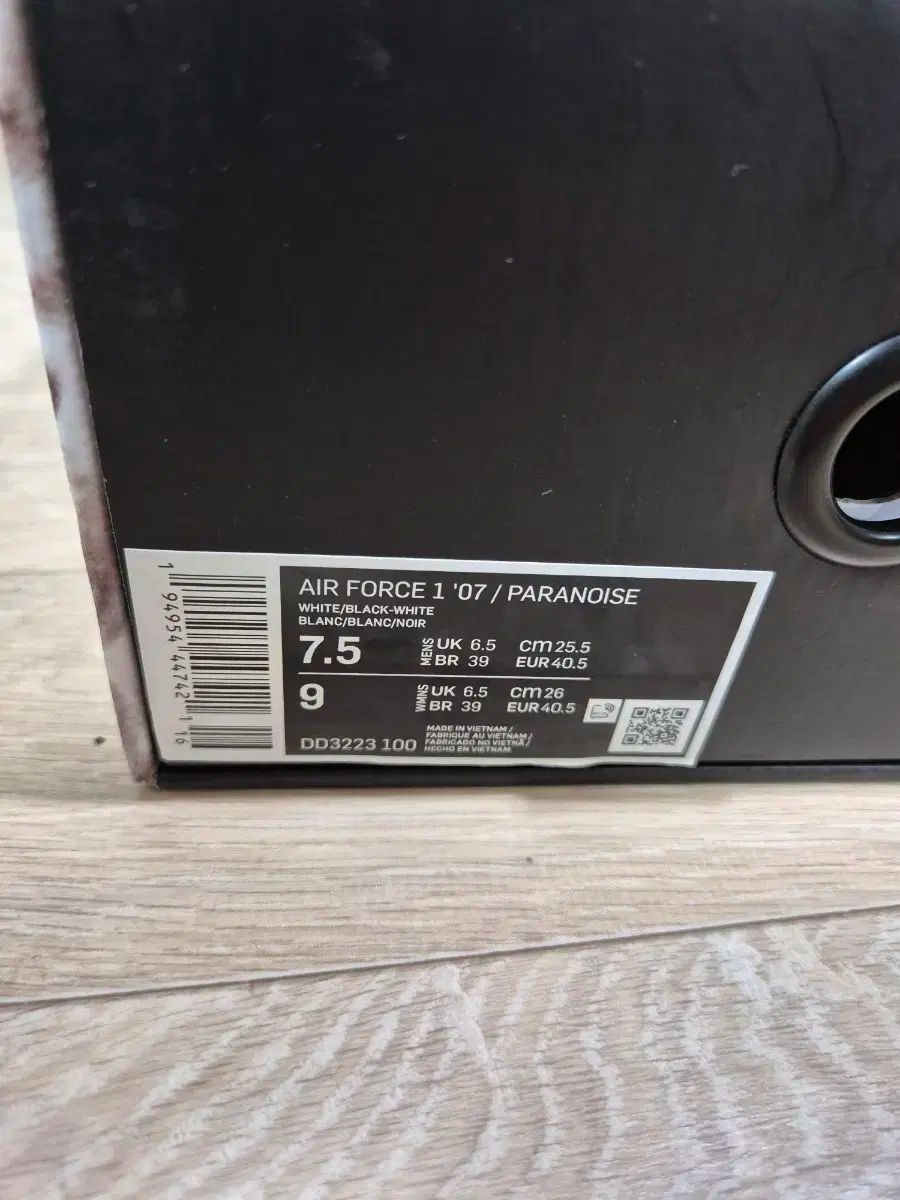 AIR FORCE 1 '07 / PARANOISE
WHITE/BLACK-WHITE
BLANC/BLANC/NOIR
7.5 MENS UK 6.5 cm 25.5
BR 39 EUR 40.5
9 WMNS UK 6.5 cm 26
BR 39 EUR 40.5
DD3223 100
MADE IN VIETNAM /
FABRIQUE AU VIETNAM /
FABRICADO NO VIETNÃ /
HECHO EN VIETNAM
1 94954 44742 1 16